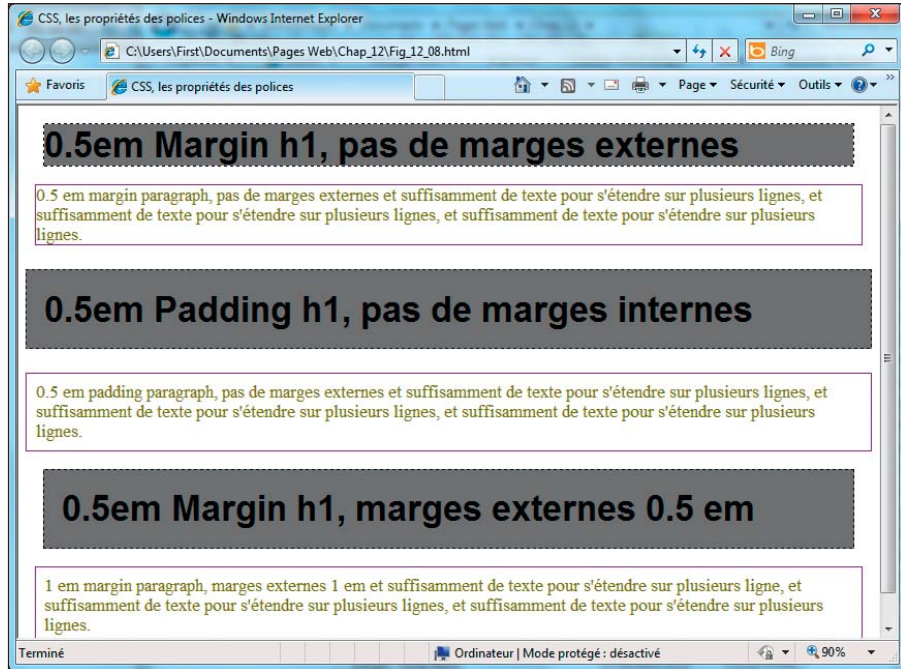 CSS, les propriétés des polices - Windows Internet Explorer
C:\Users\First\Documents\Pages Web\Chap_12\Fig_12_08.html
Bing
Favoris
CSS, les propriétés des polices
Page
Sécurité
Outils
0.5em Margin h1, pas de marges externes
0.5 em margin paragraph, pas de marges externes et suffisamment de texte pour s'étendre sur plusieurs lignes, et
suffisamment de texte pour s'étendre sur plusieurs lignes, et suffisamment de texte pour s'étendre sur plusieurs
lignes.
0.5em Padding h1, pas de marges internes
0.5 em padding paragraph, pas de marges externes et suffisamment de texte pour s'étendre sur plusieurs lignes, et
suffisamment de texte pour s'étendre sur plusieurs lignes, et suffisamment de texte pour s'étendre sur plusieurs
lignes.
0.5em Margin h1, marges externes 0.5 em
1 em margin paragraph, marges externes 1 em et suffisamment de texte pour s'étendre sur plusieurs ligne, et
suffisamment de texte pour s'étendre sur plusieurs lignes, et suffisamment de texte pour s'étendre sur plusieurs
lignes.
Terminé
Ordinateur | Mode protégé : désactivé
90%